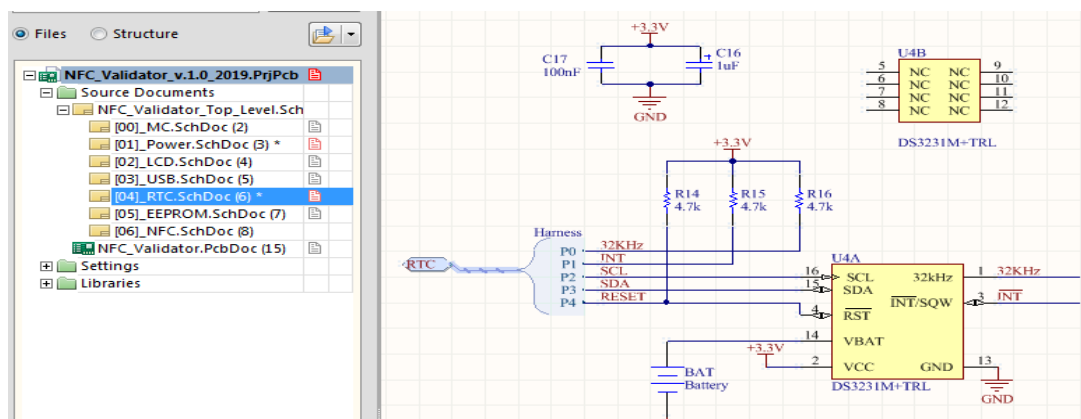 Files Structure
NFC_Validator_v.1.0_2019.PrjPcb
Source Documents
NFC_Validator_Top_Level.Sch
[00]_MC.SchDoc (2)
[01]_Power.SchDoc (3) *
[02]_LCD.SchDoc (4)
[03]_USB.SchDoc (5)
[04]_RTC.SchDoc (6) *
[05]_EEPROM.SchDoc (7)
[06]_NFC.SchDoc (8)
NFC_Validator.PcbDoc (15)
Settings
Libraries
+3.3V
C17
100nF
C16
1uF
GND
U4B
5 NC NC 9
6 NC NC 10
7 NC NC 11
8 NC NC 12
DS3231M+TRL
+3.3V
R14
4.7k
R15
4.7k
R16
4.7k
Harness
RTC
P0 32KHz
P1 INT
P2 SCL
P3 SDA
P4 RESET
U4A
16 SCL 32kHz 1 32KHz
15 SDA
INT/SQW 3 INT
4 RST
14 VBAT
+3.3V
2 VCC GND 13
DS3231M+TRL
GND
BAT
Battery